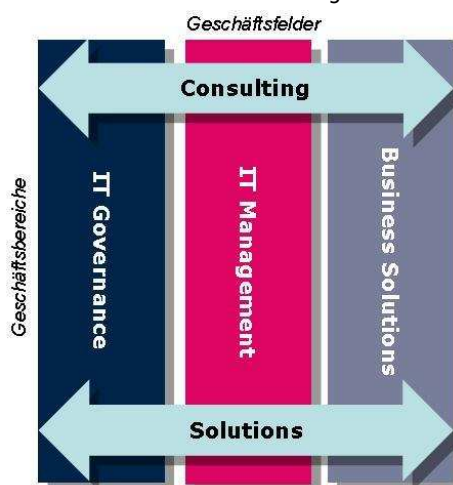 Geschäftsfelder
Consulting
Geschäftsbereiche
IT Governance
IT Management
Business Solutions
Solutions